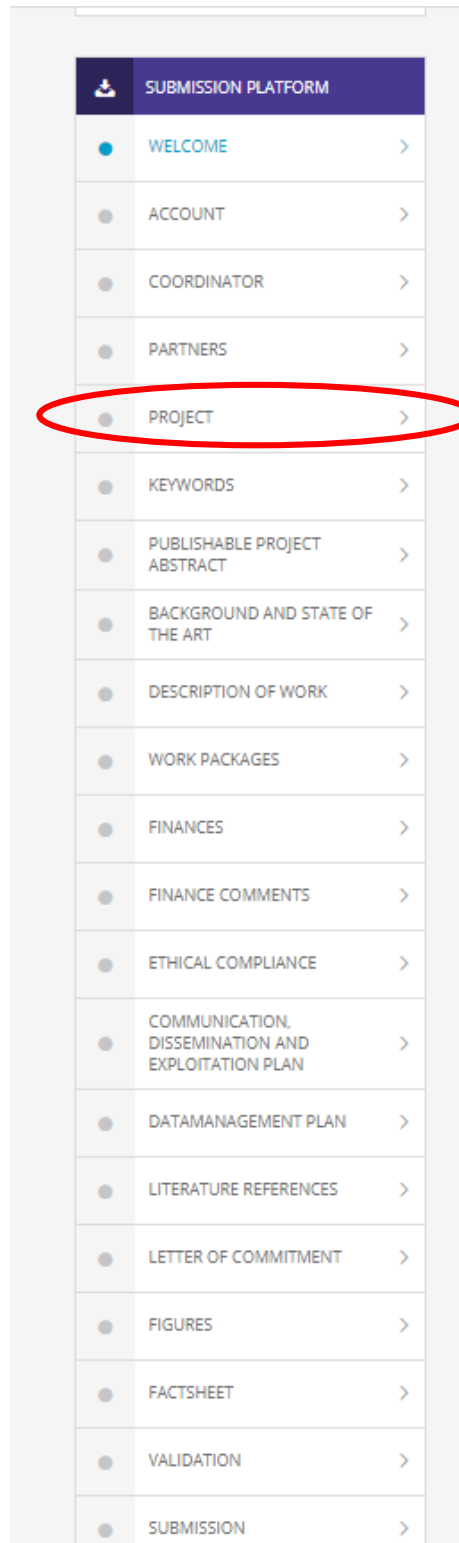 SUBMISSION PLATFORM
WELCOME
ACCOUNT
COORDINATOR
PARTNERS
PROJECT
KEYWORDS
PUBLISHABLE PROJECT
ABSTRACT
BACKGROUND AND STATE OF
THE ART
DESCRIPTION OF WORK
WORK PACKAGES
FINANCES
FINANCE COMMENTS
ETHICAL COMPLIANCE
COMMUNICATION,
DISSEMINATION AND
EXPLOITATION PLAN
DATAMANAGEMENT PLAN
LITERATURE REFERENCES
LETTER OF COMMITMENT
FIGURES
FACTSHEET
VALIDATION
SUBMISSION